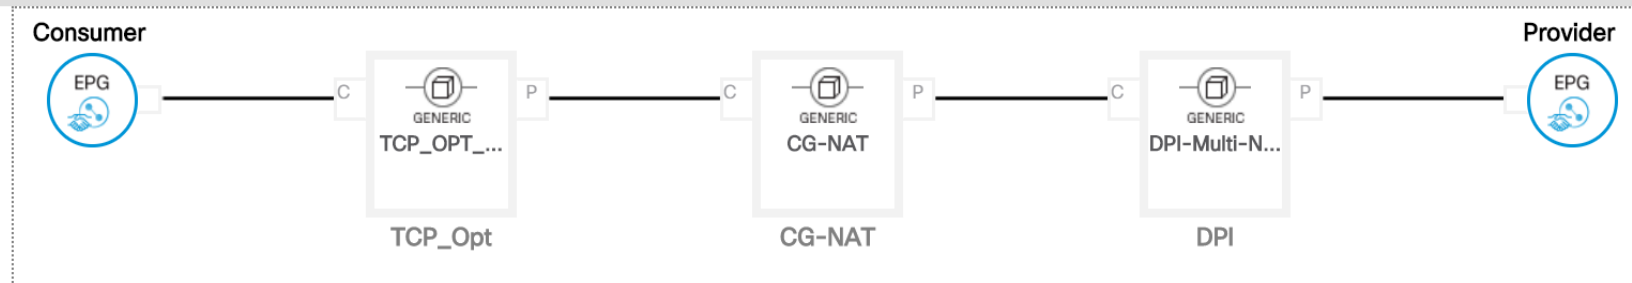 Consumer
Provider
EPG
C
GENERIC
TCP_OPT_...
P
TCP_Opt
C
GENERIC
CG-NAT
P
CG-NAT
C
GENERIC
DPI-Multi-N...
P
DPI
EPG